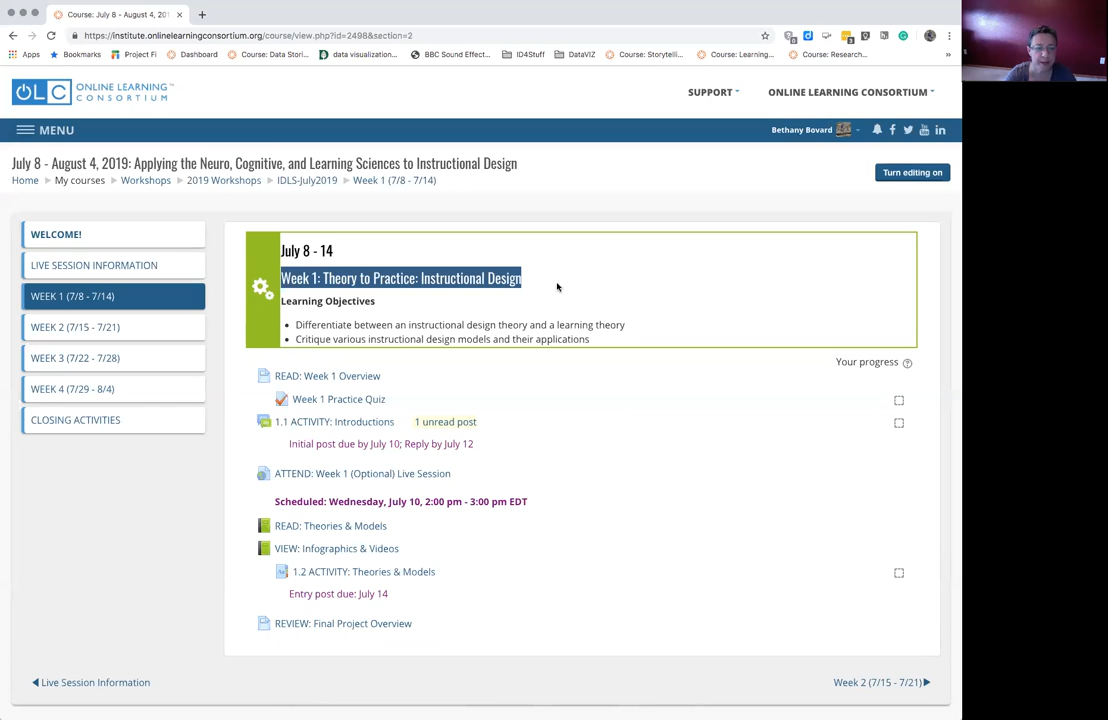 Course: July 8 - August 4, 201
https://institute.onlinelearningconsortium.org/course/view.php?id=2498&section=2
Apps Bookmarks Project Fi Dashboard Course: Data Stori... data visualization... BBC Sound Effect... ID4Stuff DataVIZ Course: Storytelli... Course: Learning... Course: Research... »
OLC ONLINE LEARNING™ CONSORTIUM
SUPPORT ONLINE LEARNING CONSORTIUM
MENU
Bethany Bovard
July 8 - August 4, 2019: Applying the Neuro, Cognitive, and Learning Sciences to Instructional Design
Home My courses Workshops 2019 Workshops IDLS-July2019 Week 1 (7/8 - 7/14)
Turn editing on
WELCOME!
LIVE SESSION INFORMATION
WEEK 1 (7/8 - 7/14)
WEEK 2 (7/15 - 7/21)
WEEK 3 (7/22 - 7/28)
WEEK 4 (7/29 - 8/4)
CLOSING ACTIVITIES
July 8 - 14
Week 1: Theory to Practice: Instructional Design
Learning Objectives
• Differentiate between an instructional design theory and a learning theory
• Critique various instructional design models and their applications
Your progress
READ: Week 1 Overview
Week 1 Practice Quiz
1.1 ACTIVITY: Introductions 1 unread post
Initial post due by July 10; Reply by July 12
ATTEND: Week 1 (Optional) Live Session
Scheduled: Wednesday, July 10, 2:00 pm - 3:00 pm EDT
READ: Theories & Models
VIEW: Infographics & Videos
1.2 ACTIVITY: Theories & Models
Entry post due: July 14
REVIEW: Final Project Overview
Live Session Information
Week 2 (7/15 - 7/21)